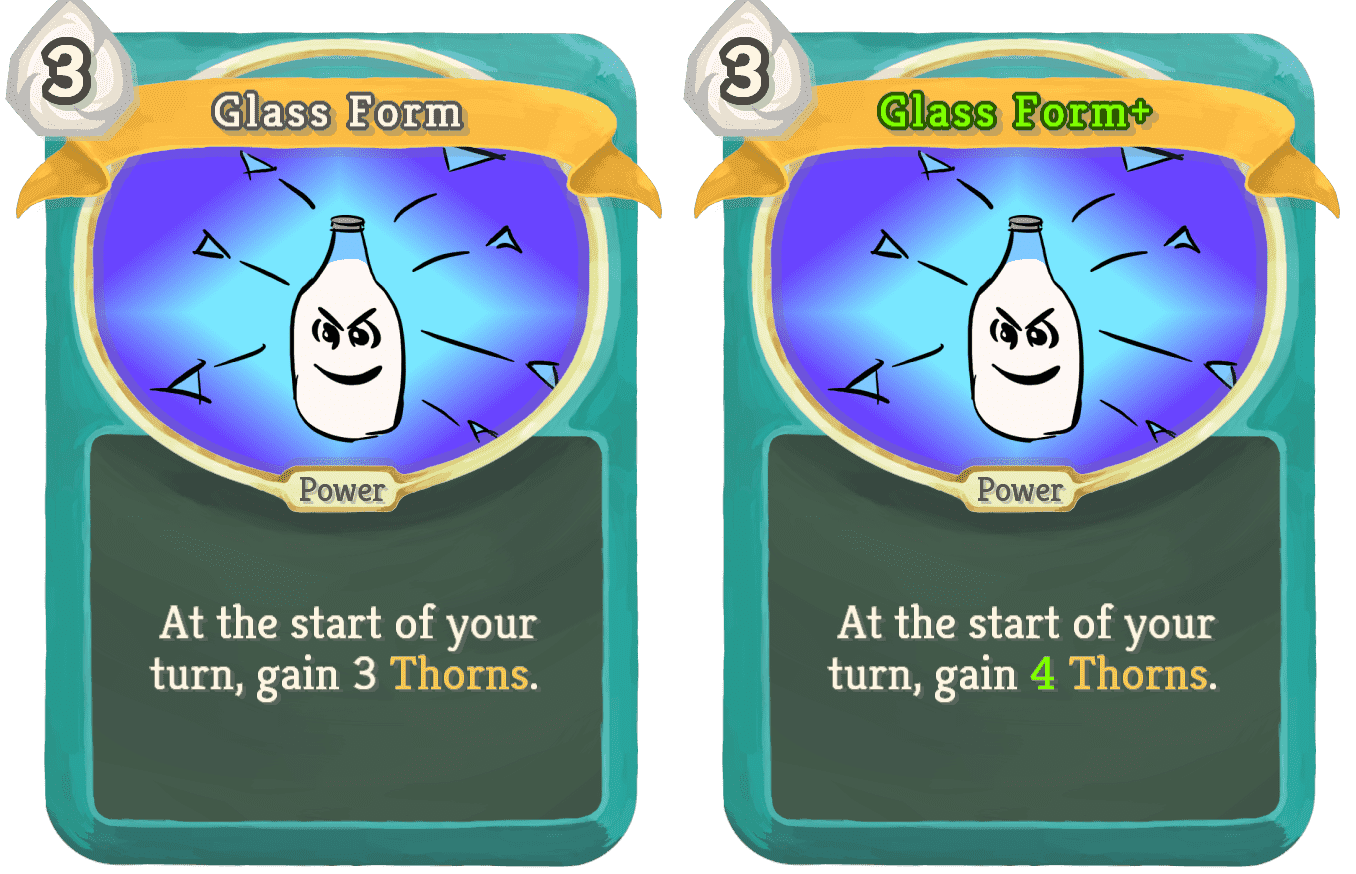 3
Glass Form
Power
At the start of your
turn, gain 3 Thorns.
3
Glass Form+
Power
At the start of your
turn, gain 4 Thorns.